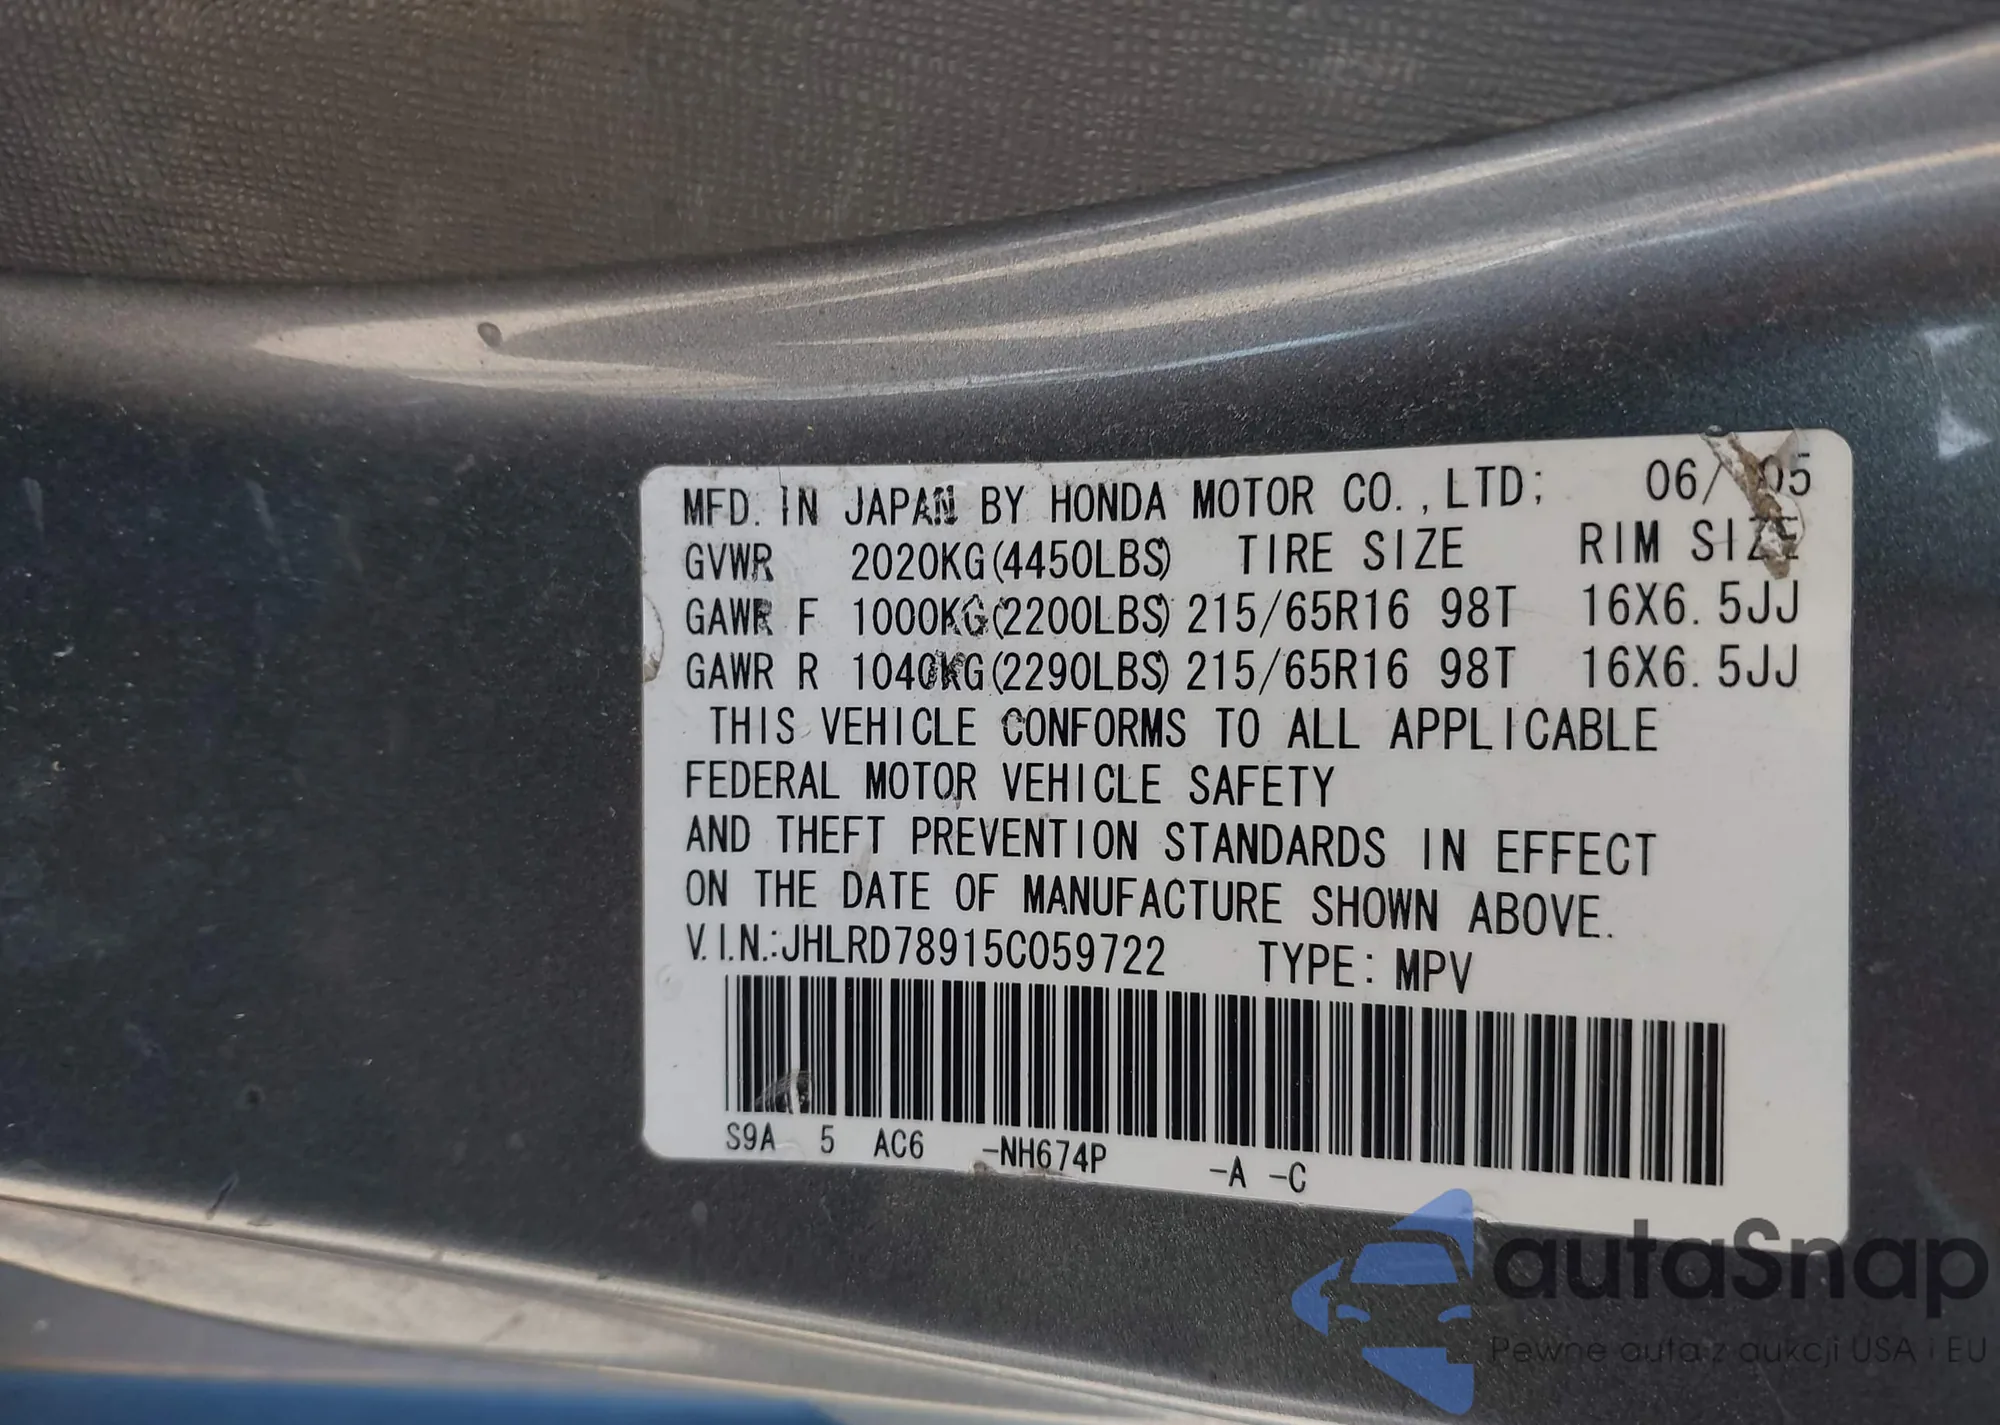 MFD. IN JAPAN BY HONDA MOTOR CO.,LTD; 06/ 05
GVWR 2020KG(4450LBS) TIRE SIZE RIM SIZE
GAWR F 1000KG(2200LBS) 215/65R16 98T 16X6.5JJ
GAWR R 1040KG(2290LBS) 215/65R16 98T 16X6.5JJ
THIS VEHICLE CONFORMS TO ALL APPLICABLE
FEDERAL MOTOR VEHICLE SAFETY
AND THEFT PREVENTION STANDARDS IN EFFECT
ON THE DATE OF MANUFACTURE SHOWN ABOVE.
V.I.N.:JHLRD78915C059722 TYPE: MPV
S9A 5 AC6 -NH674P -A -C
autaSnap
Pewne auta z aukcji USA i EU